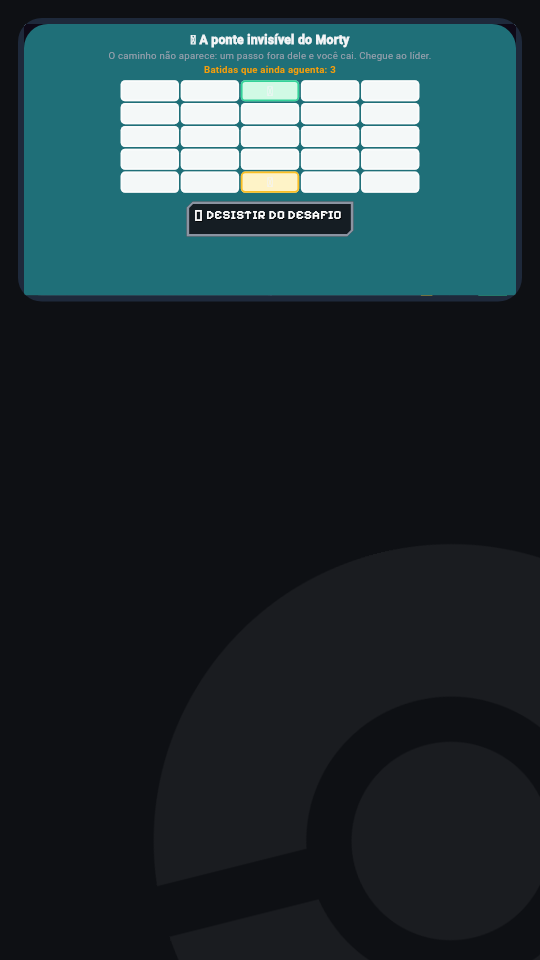 A ponte invisível do Morty
O caminho não aparece: um passo fora dele e você cai. Chegue ao líder.
Batidas que ainda aguenta: 3
DESISTIR DO DESAFIO